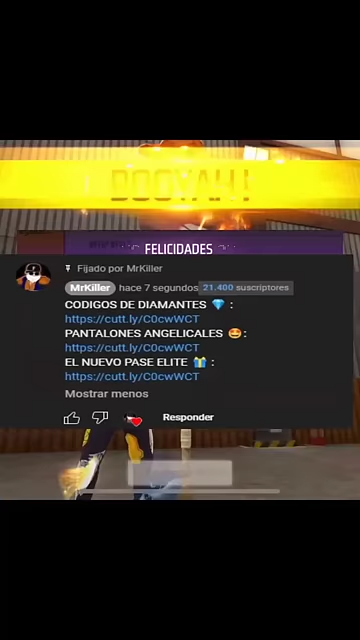 BOOYAH!
FELICIDADES
Fijado por MrKiller
MrKiller hace 7 segundos 21.400 suscriptores
CODIGOS DE DIAMANTES 💎 :
https://cutt.ly/C0cwWCT
PANTALONES ANGELICALES 🤩:
https://cutt.ly/C0cwWCT
EL NUEVO PASE ELITE 🎁 :
https://cutt.ly/C0cwWCT
Mostrar menos
Responder